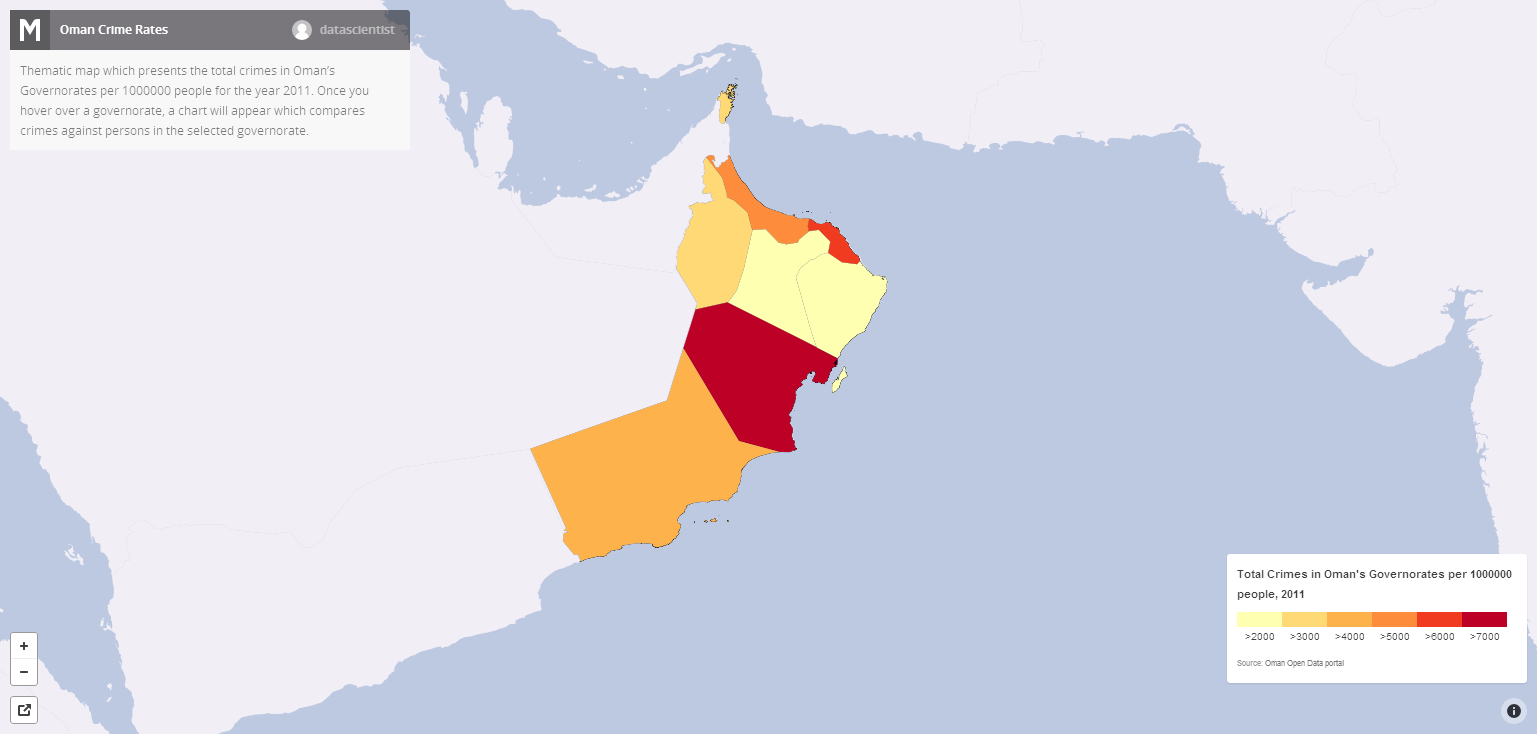 M Oman Crime Rates datascientist
Thematic map which presents the total crimes in Oman's
Governorates per 1000000 people for the year 2011. Once you
hover over a governorate, a chart will appear which compares
crimes against persons in the selected governorate.
Total Crimes in Oman's Governorates per 1000000
people, 2011
>2000 >3000 >4000 >5000 >6000 >7000
Source: Oman Open Data portal
+
−
i